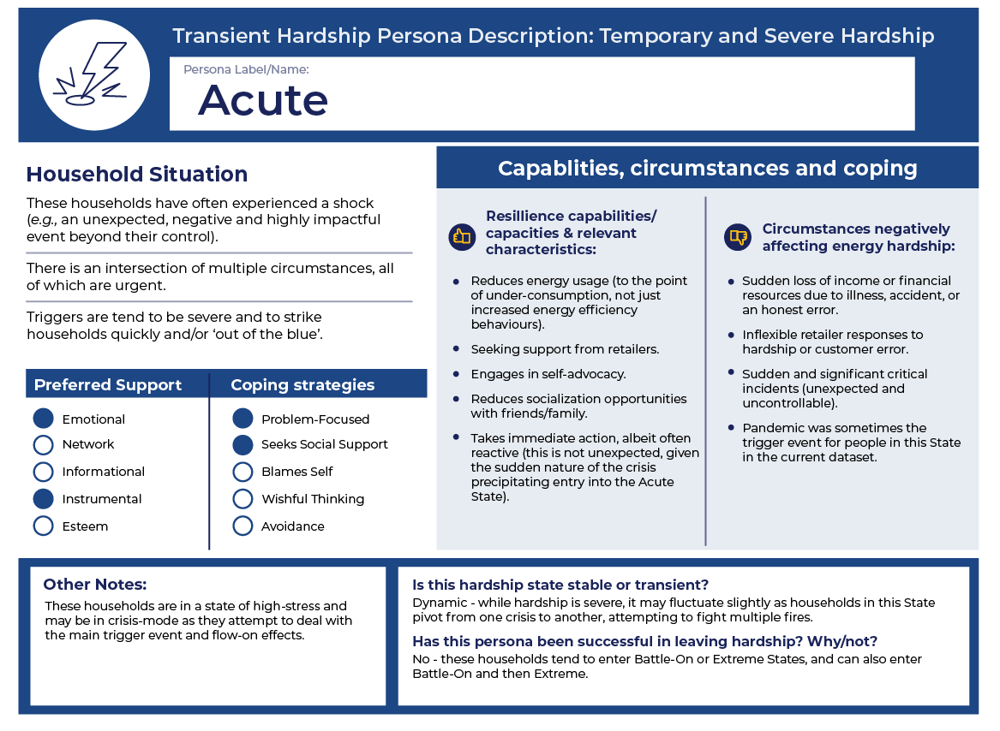 Transient Hardship Persona Description: Temporary and Severe Hardship
Persona Label/Name:
Acute
Household Situation
These households have often experienced a shock
(e.g., an unexpected, negative and highly impactful
event beyond their control).
There is an intersection of multiple circumstances, all
of which are urgent.
Triggers are tend to be severe and to strike
households quickly and/or ‘out of the blue’.
Preferred Support
Emotional
Network
Informational
Instrumental
Esteem
Coping strategies
Problem-Focused
Seeks Social Support
Blames Self
Wishful Thinking
Avoidance
Capablities, circumstances and coping
Resillience capabilities/
capacities & relevant
characteristics:
• Reduces energy usage (to the point
of under-consumption, not just
increased energy efficiency
behaviours).
• Seeking support from retailers.
• Engages in self-advocacy.
• Reduces socialization opportunities
with friends/family.
• Takes immediate action, albeit often
reactive (this is not unexpected, given
the sudden nature of the crisis
precipitating entry into the Acute
State).
Circumstances negatively
affecting energy hardship:
• Sudden loss of income or financial
resources due to illness, accident, or
an honest error.
• Inflexible retailer responses to
hardship or customer error.
• Sudden and significant critical
incidents (unexpected and
uncontrollable).
• Pandemic was sometimes the
trigger event for people in this State
in the current dataset.
Other Notes:
These households are in a state of high-stress and
may be in crisis-mode as they attempt to deal with
the main trigger event and flow-on effects.
Is this hardship state stable or transient?
Dynamic - while hardship is severe, it may fluctuate slightly as households in this State
pivot from one crisis to another, attempting to fight multiple fires.
Has this persona been successful in leaving hardship? Why/not?
No - these households tend to enter Battle-On or Extreme States, and can also enter
Battle-On and then Extreme.